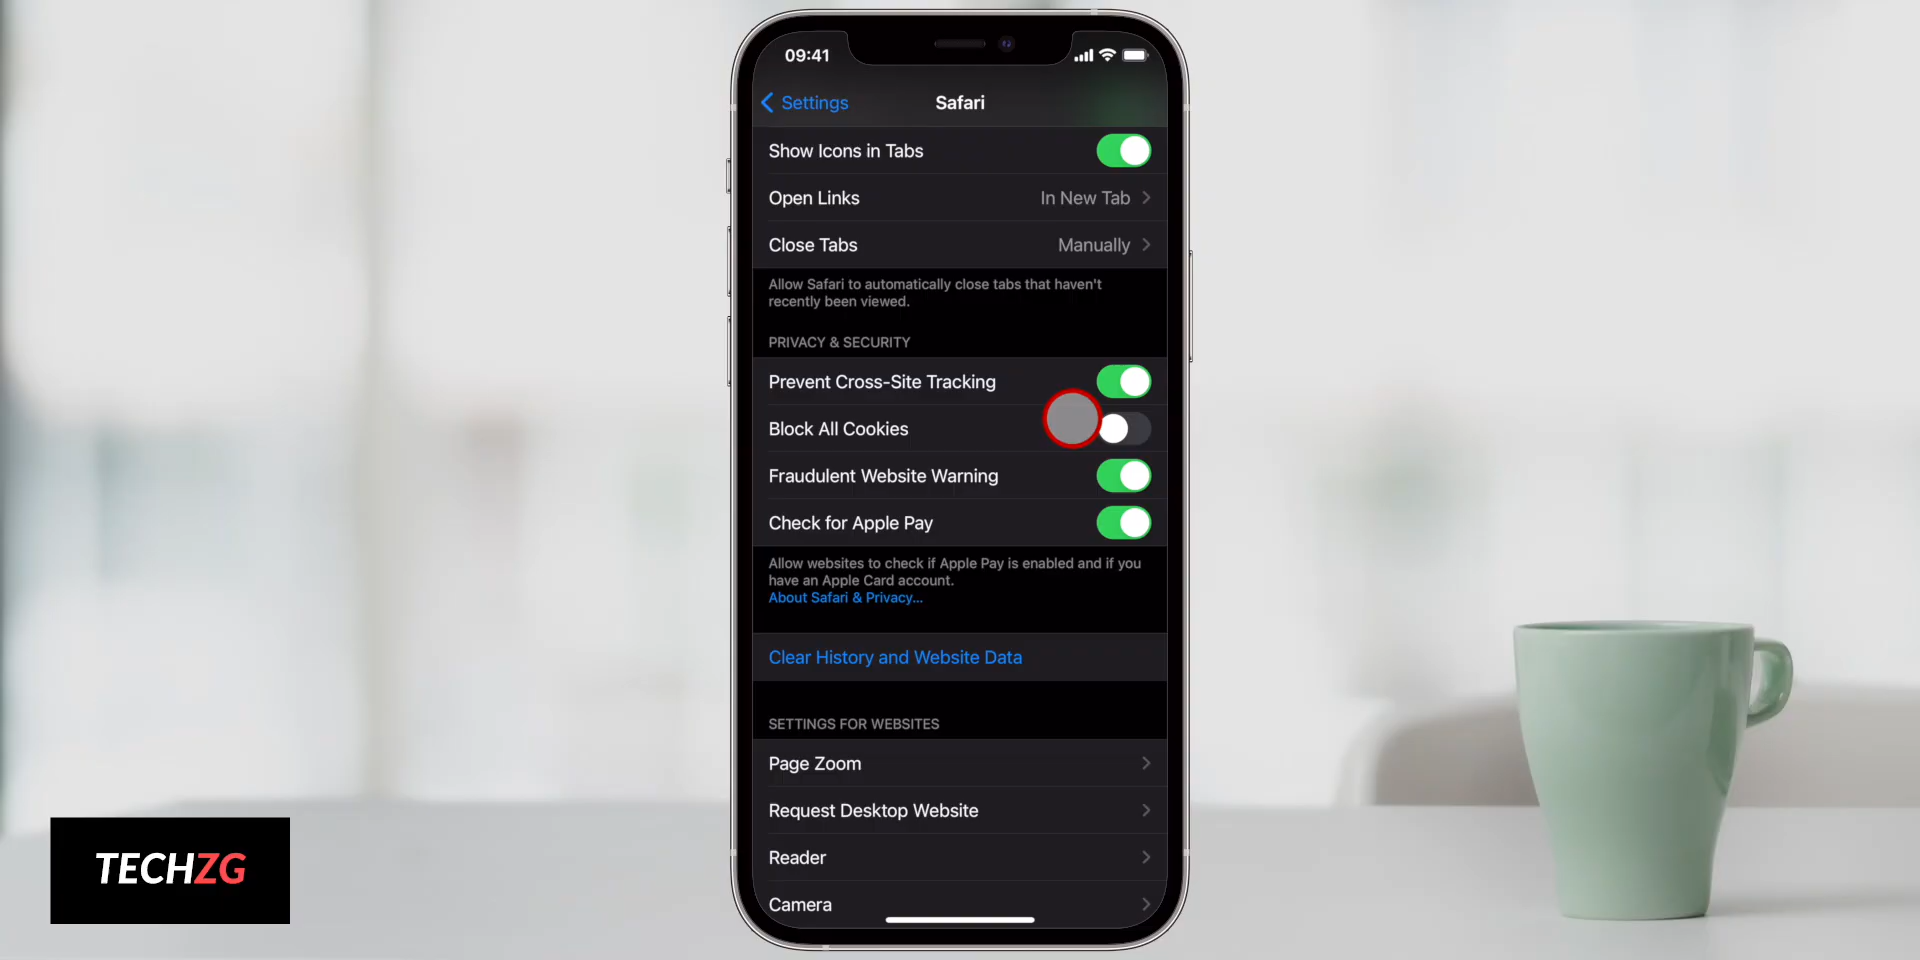 09:41
Settings
Safari
Show Icons in Tabs
Open Links
In New Tab
Close Tabs
Manually
Allow Safari to automatically close tabs that haven't
recently been viewed.
PRIVACY & SECURITY
Prevent Cross-Site Tracking
Block All Cookies
Fraudulent Website Warning
Check for Apple Pay
Allow websites to check if Apple Pay is enabled and if you
have an Apple Card account.
About Safari & Privacy...
Clear History and Website Data
SETTINGS FOR WEBSITES
Page Zoom
Request Desktop Website
Reader
Camera
TECHZG